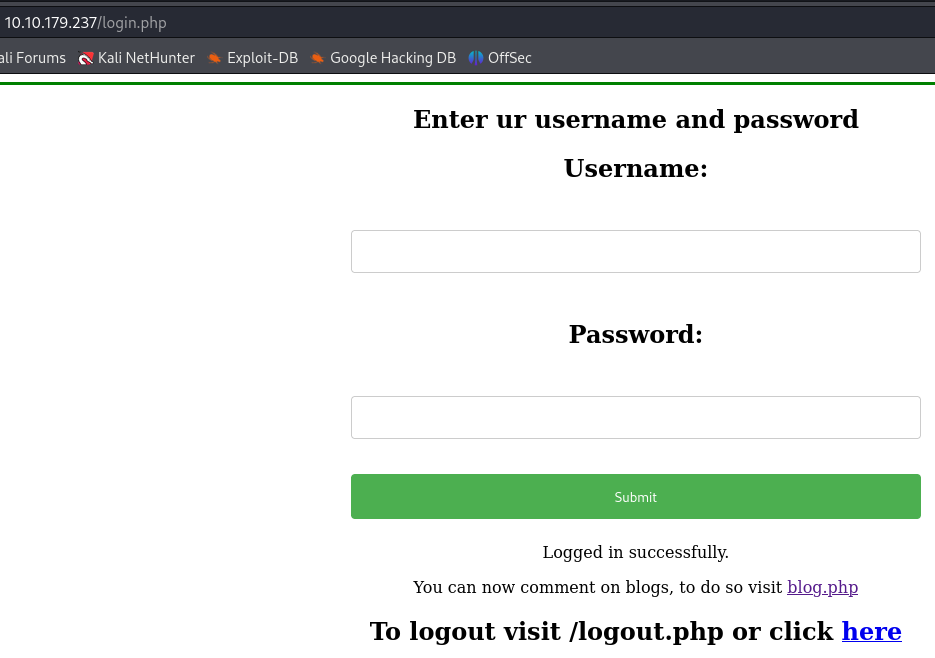 10.10.179.237/login.php
ali Forums Kali NetHunter Exploit-DB Google Hacking DB OffSec
Enter ur username and password
Username:
Password:
Submit
Logged in successfully.
You can now comment on blogs, to do so visit blog.php
To logout visit /logout.php or click here